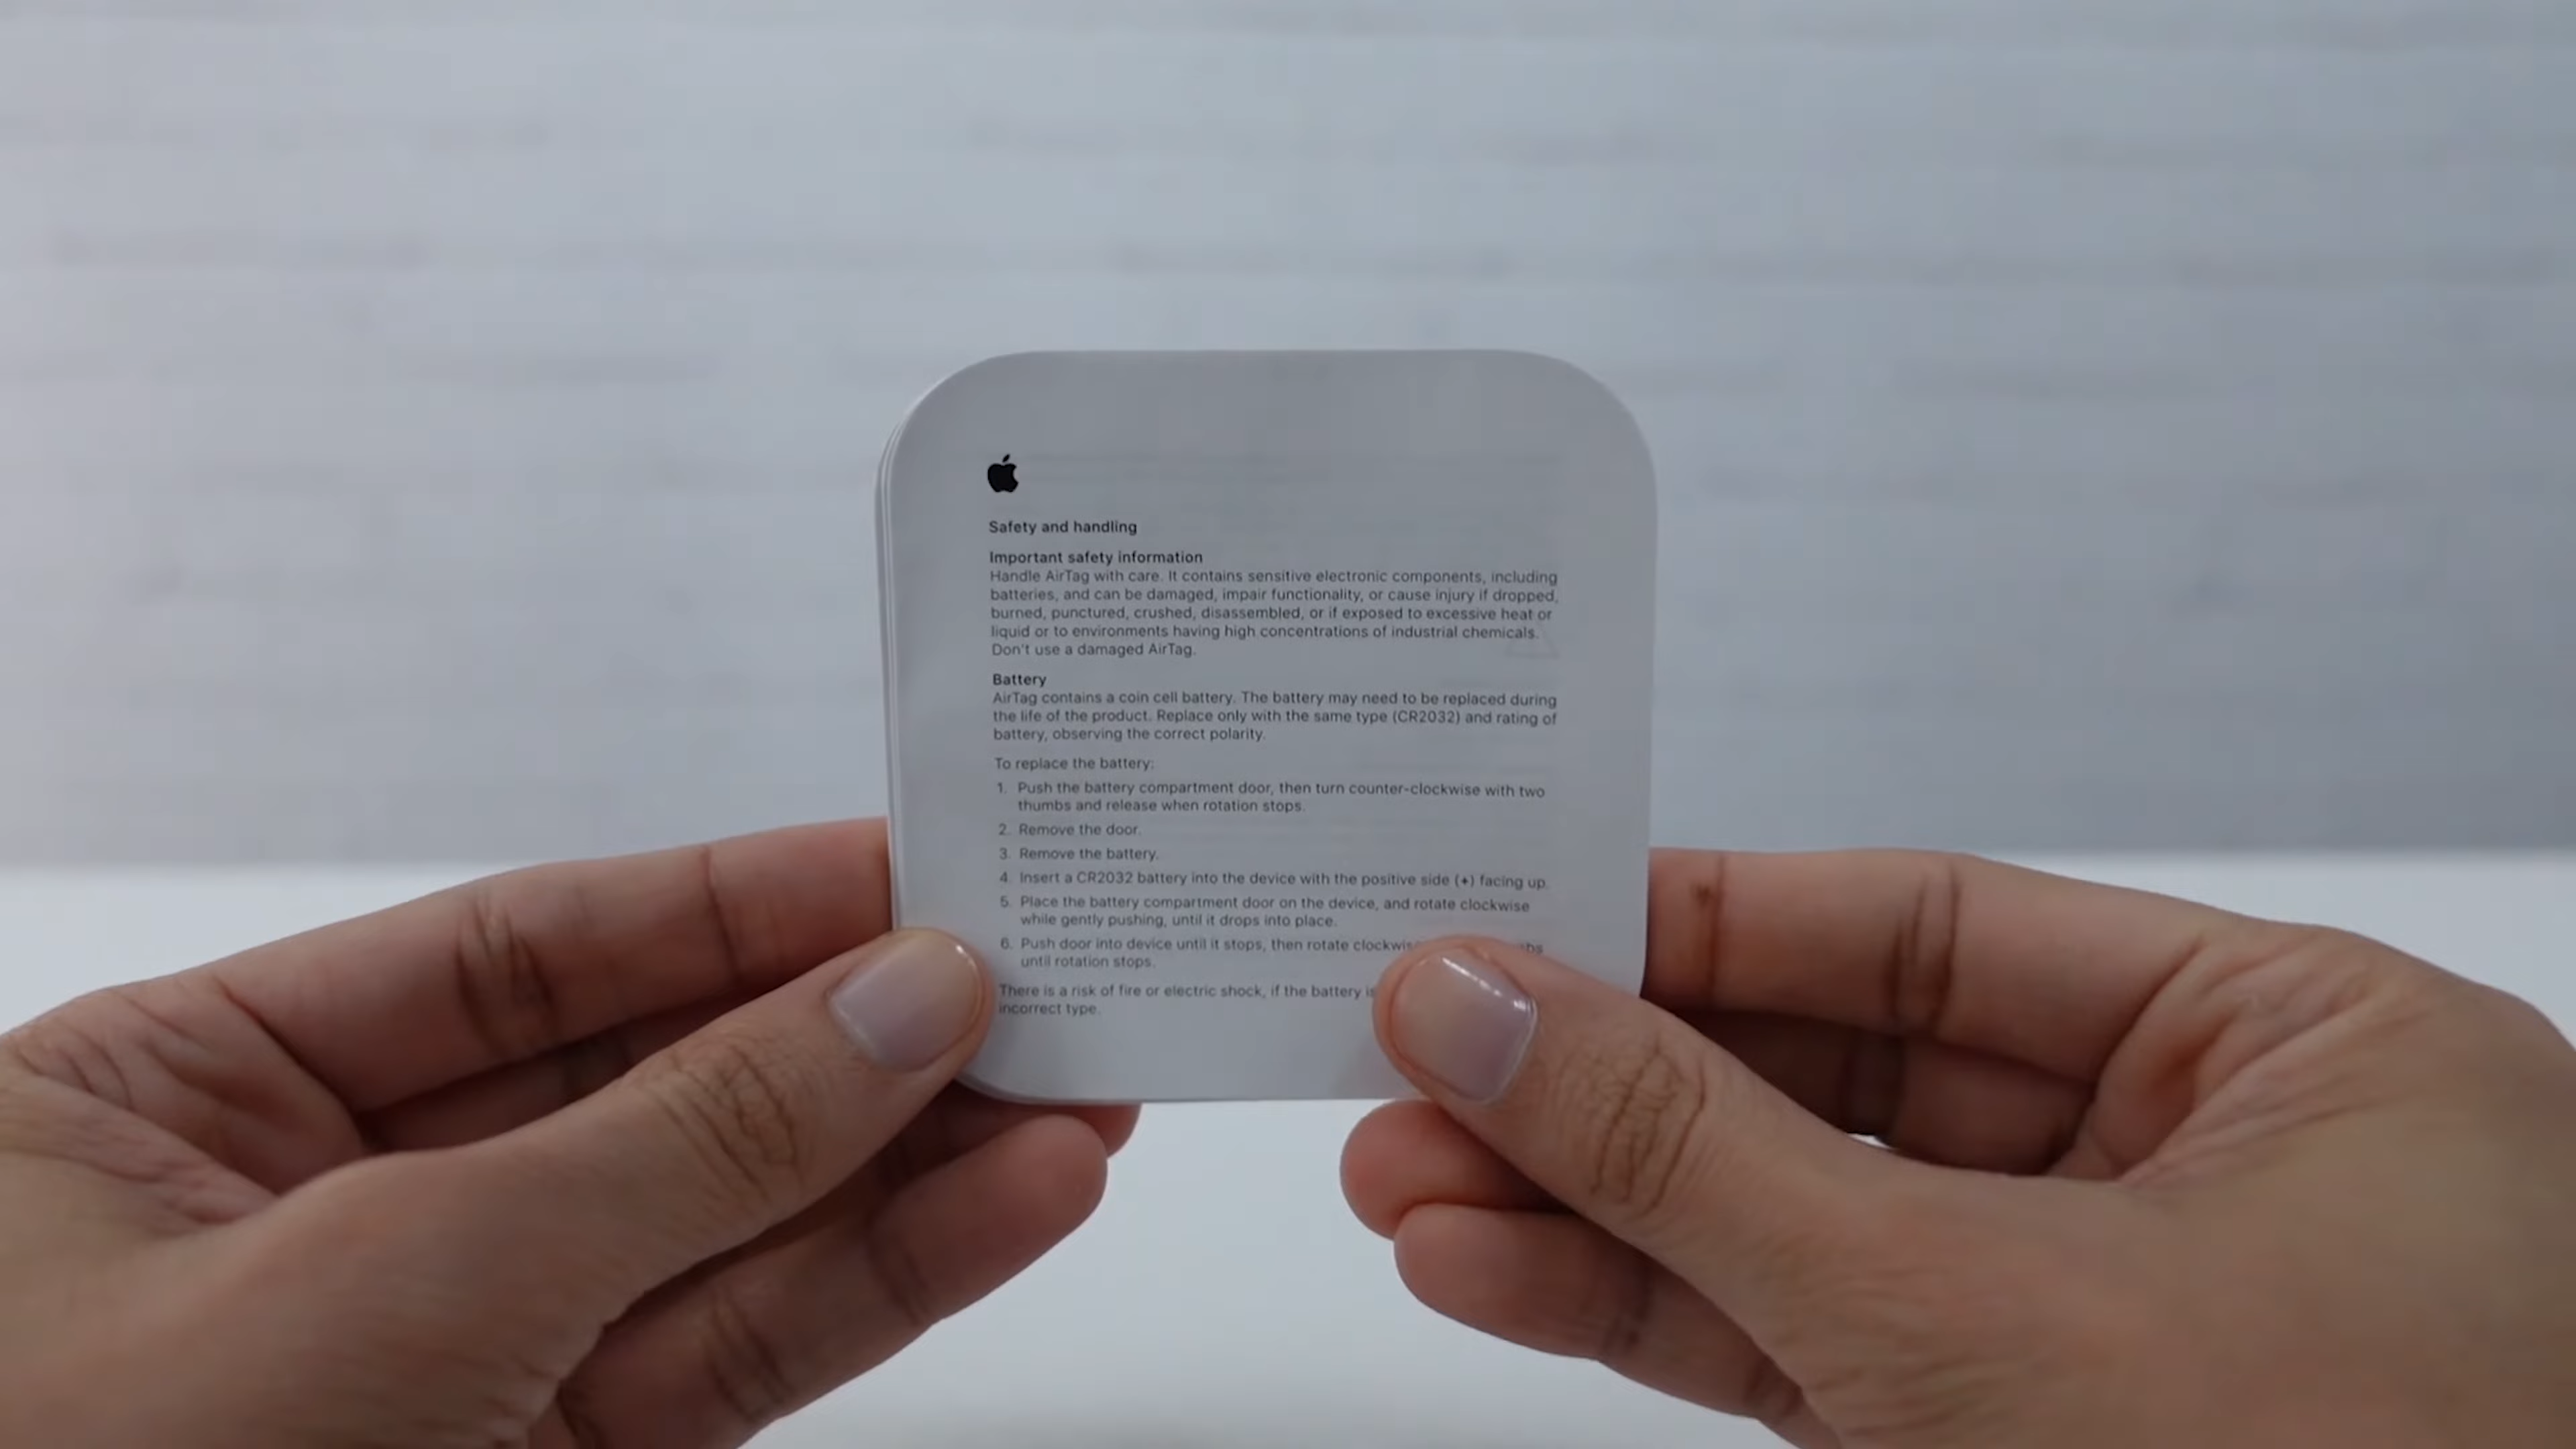 Safety and handling
Important safety information
Handle AirTag with care. It contains sensitive electronic components, including
batteries, and can be damaged, impair functionality, or cause injury if dropped,
burned, punctured, crushed, disassembled, or if exposed to excessive heat or
liquid or to environments having high concentrations of industrial chemicals.
Don't use a damaged AirTag.
Battery
AirTag contains a coin cell battery. The battery may need to be replaced during
the life of the product. Replace only with the same type (CR2032) and rating of
battery, observing the correct polarity.
To replace the battery:
1. Push the battery compartment door, then turn counter-clockwise with two
thumbs and release when rotation stops.
2. Remove the door.
3. Remove the battery.
4. Insert a CR2032 battery into the device with the positive side (+) facing up.
5. Place the battery compartment door on the device, and rotate clockwise
while gently pushing, until it drops into place.
6. Push door into device until it stops, then rotate
until rotation stops.
There is a risk of fire or electric shock, if the battery
incorrect type.